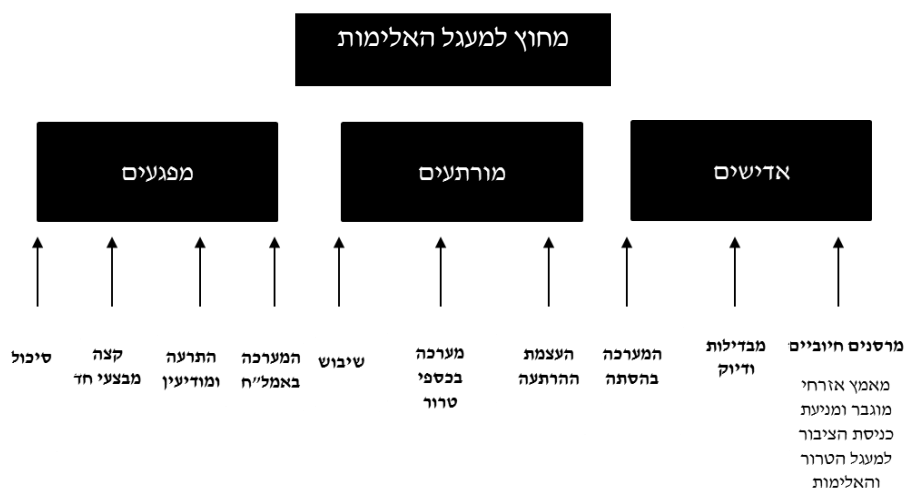 מחוץ למעגל האלימות
אדישים
מורתעים
מפגעים
מרסנים חיוביים
מאמץ אזרחי
מוגבר ומניעת
כניסת הציבור
למעגל הטרור
והאלימות
מבדילות
ודיוק
המערכה
בהסתה
העצמת
ההרתעה
מערכה
בכספי
טרור
שיבוש
המערכה
באמל״ח
התרעה
ומודיעין
קצה
מבצעי חד
סיכול